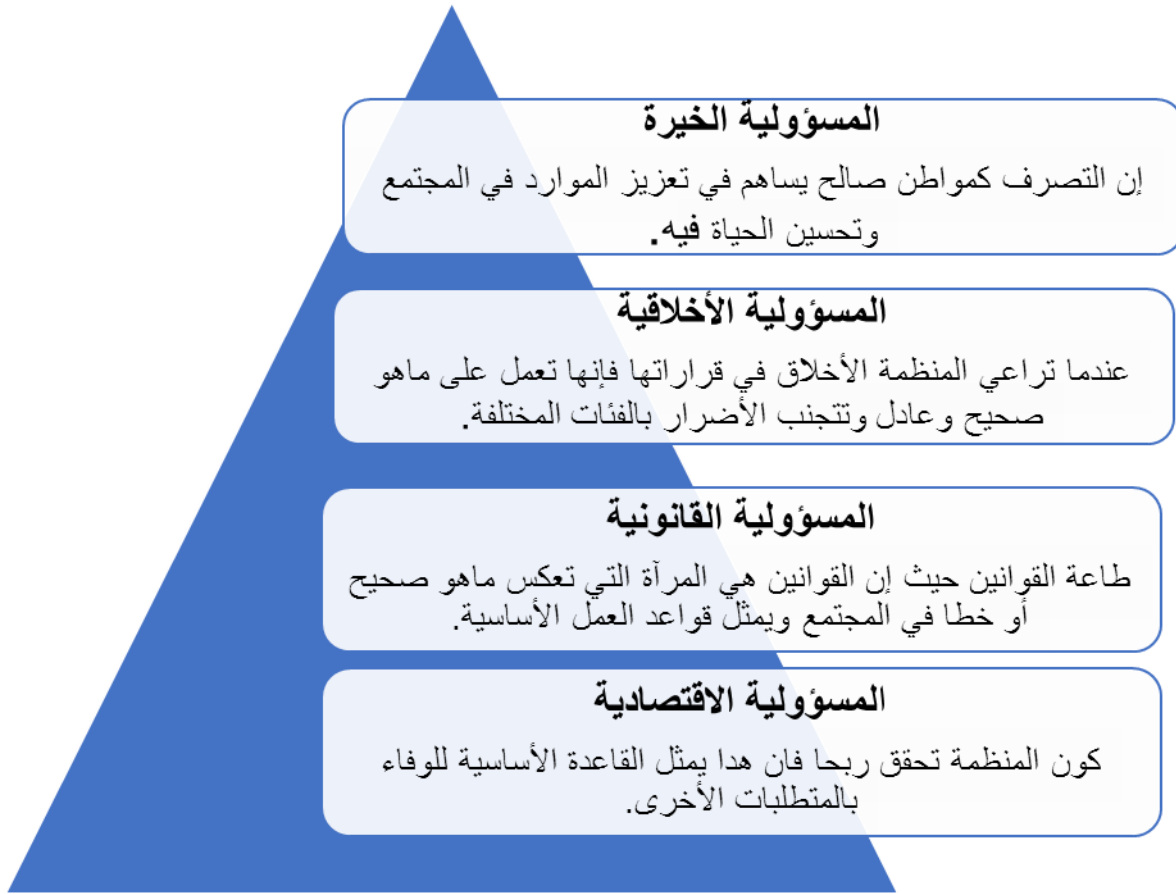 المسؤولية الخيرة
إن التصرف كمواطن صالح يساهم في تعزيز الموارد في المجتمع
وتحسين الحياة فيه.
المسؤولية الأخلاقية
عندما تراعي المنظمة الأخلاق في قراراتها فإنها تعمل على ماهو
صحيح وعادل وتتجنب الأضرار بالفئات المختلفة.
المسؤولية القانونية
طاعة القوانين حيث إن القوانين هي المرآة التي تعكس ماهو صحيح
أو خطا في المجتمع ويمثل قواعد العمل الأساسية.
المسؤولية الاقتصادية
كون المنظمة تحقق ربحا فان هدا يمثل القاعدة الأساسية للوفاء
بالمتطلبات الأخرى.